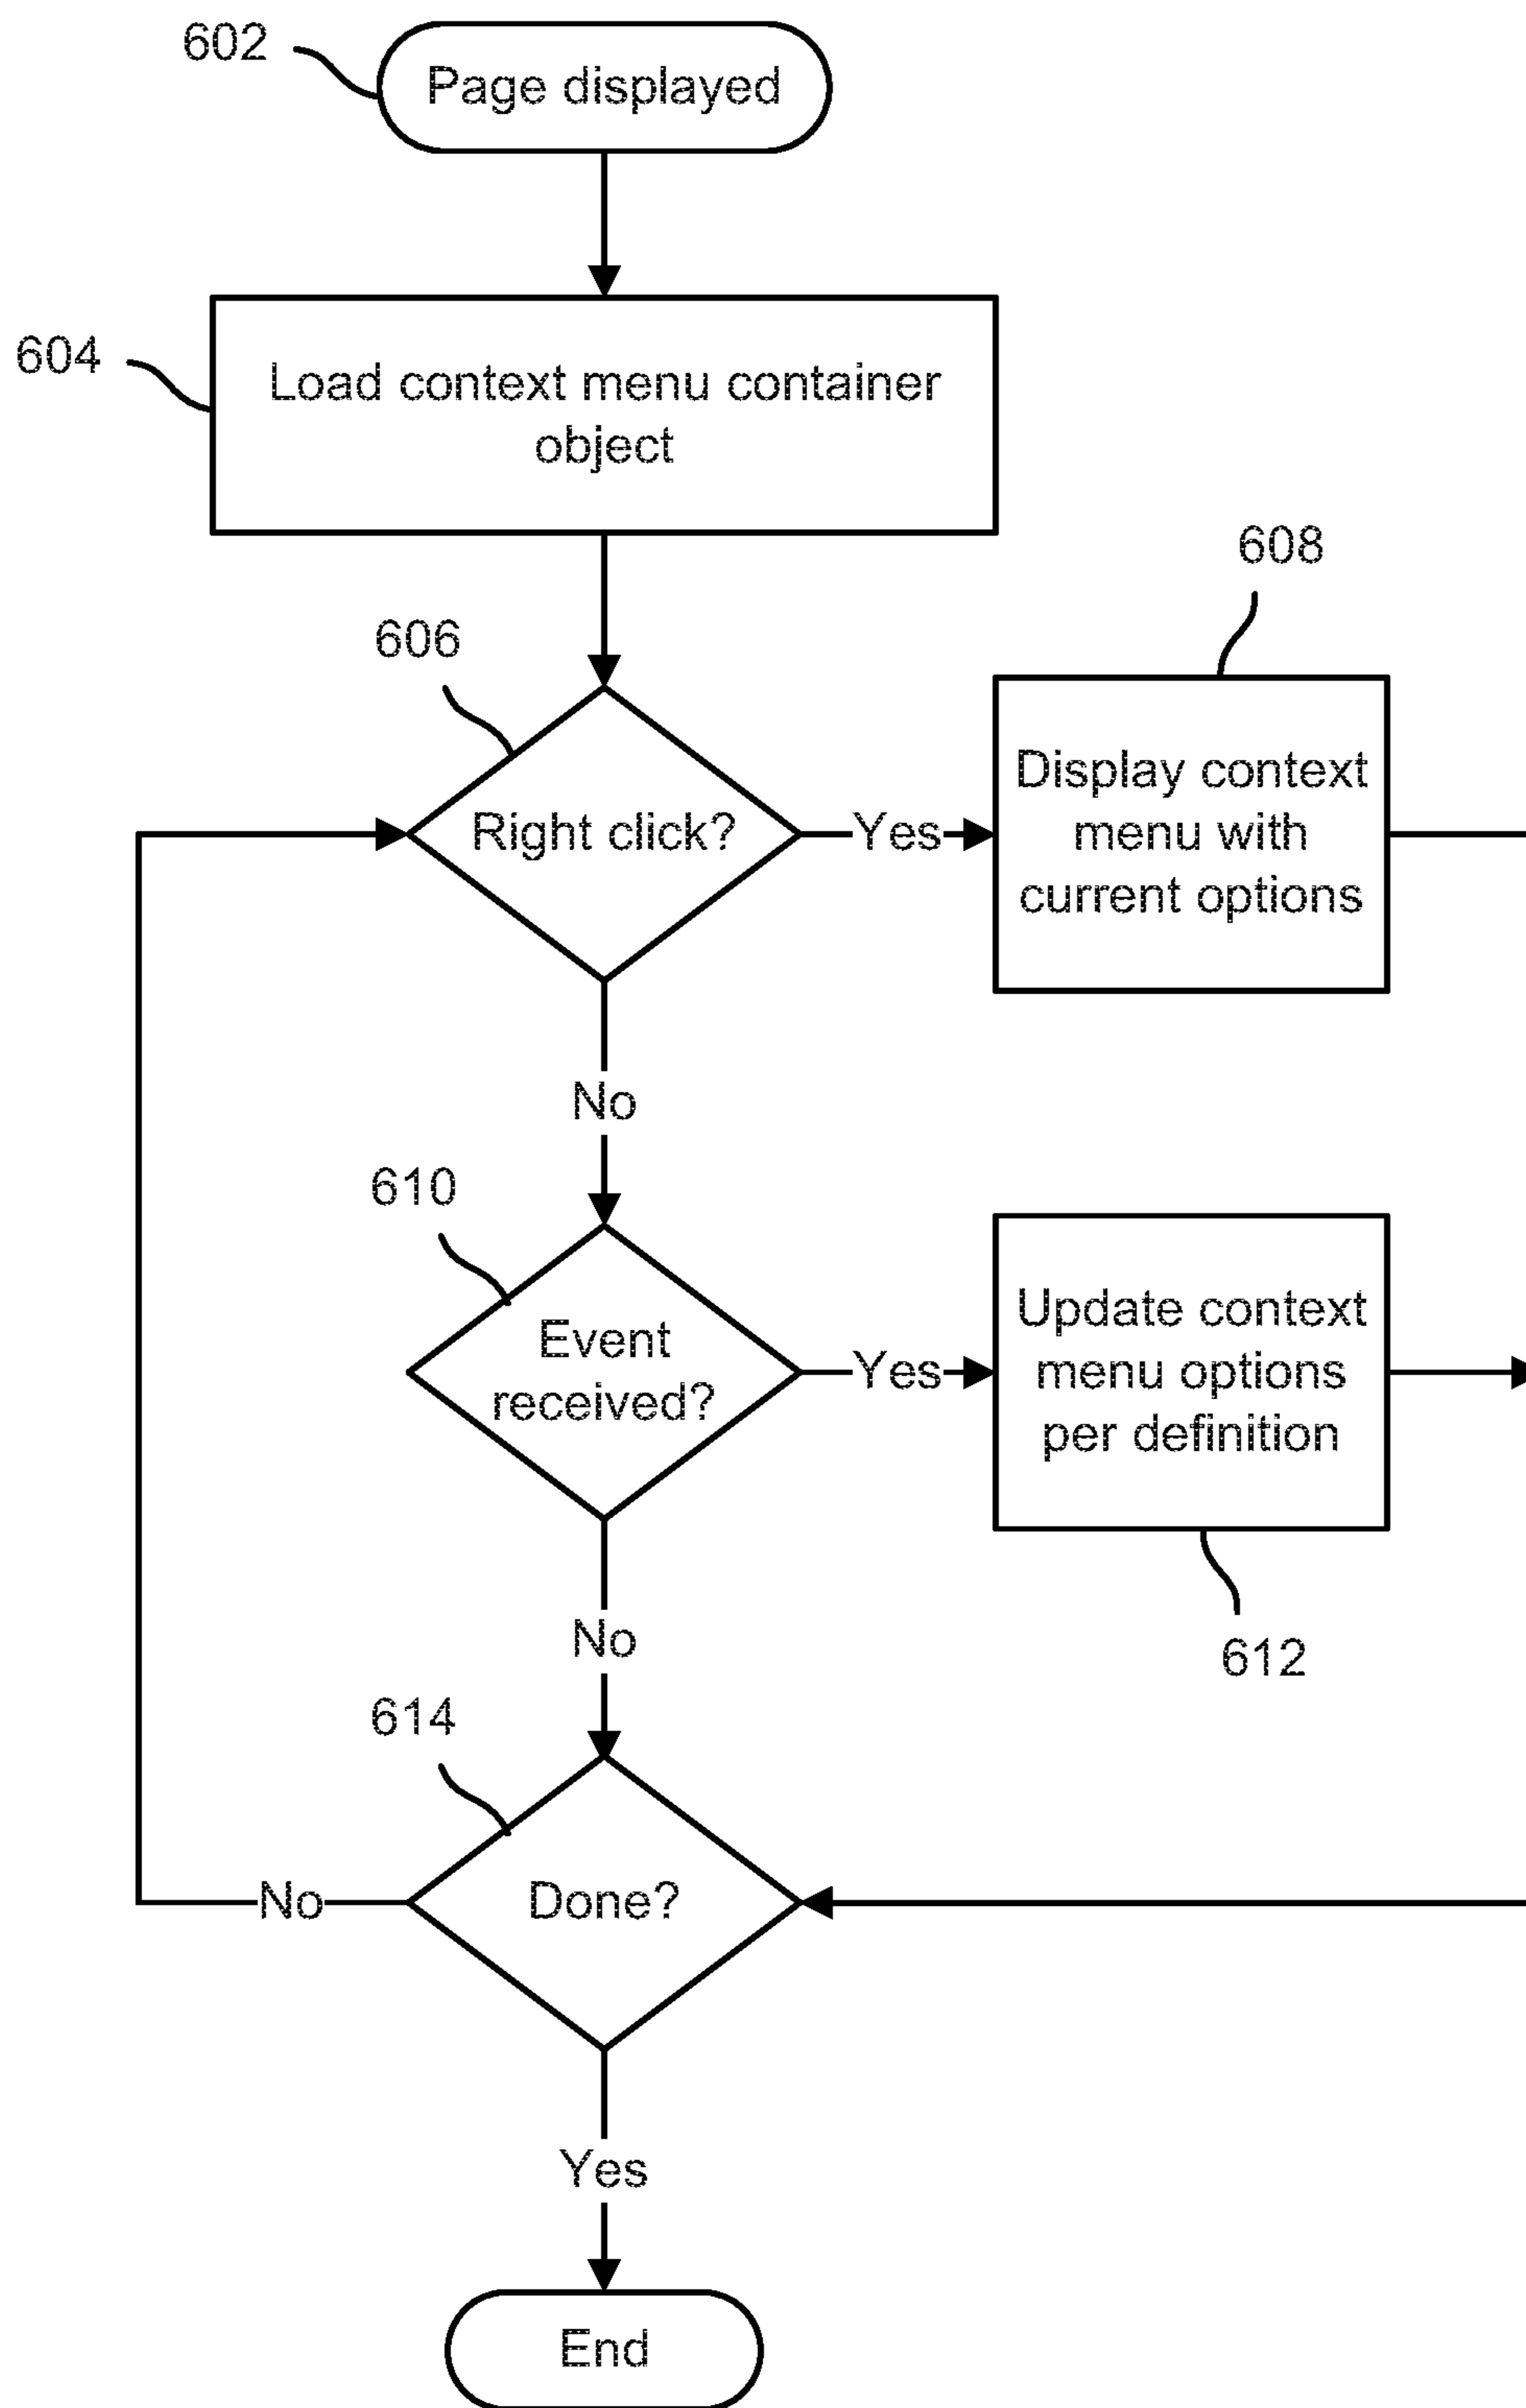 602
Page displayed
604
Load context menu container
object
608
606
Right click?
Yes
Display context
menu with
current options
No
610
Event
received?
Yes
Update context
menu options
per definition
No
612
614
Done?
No
Yes
End